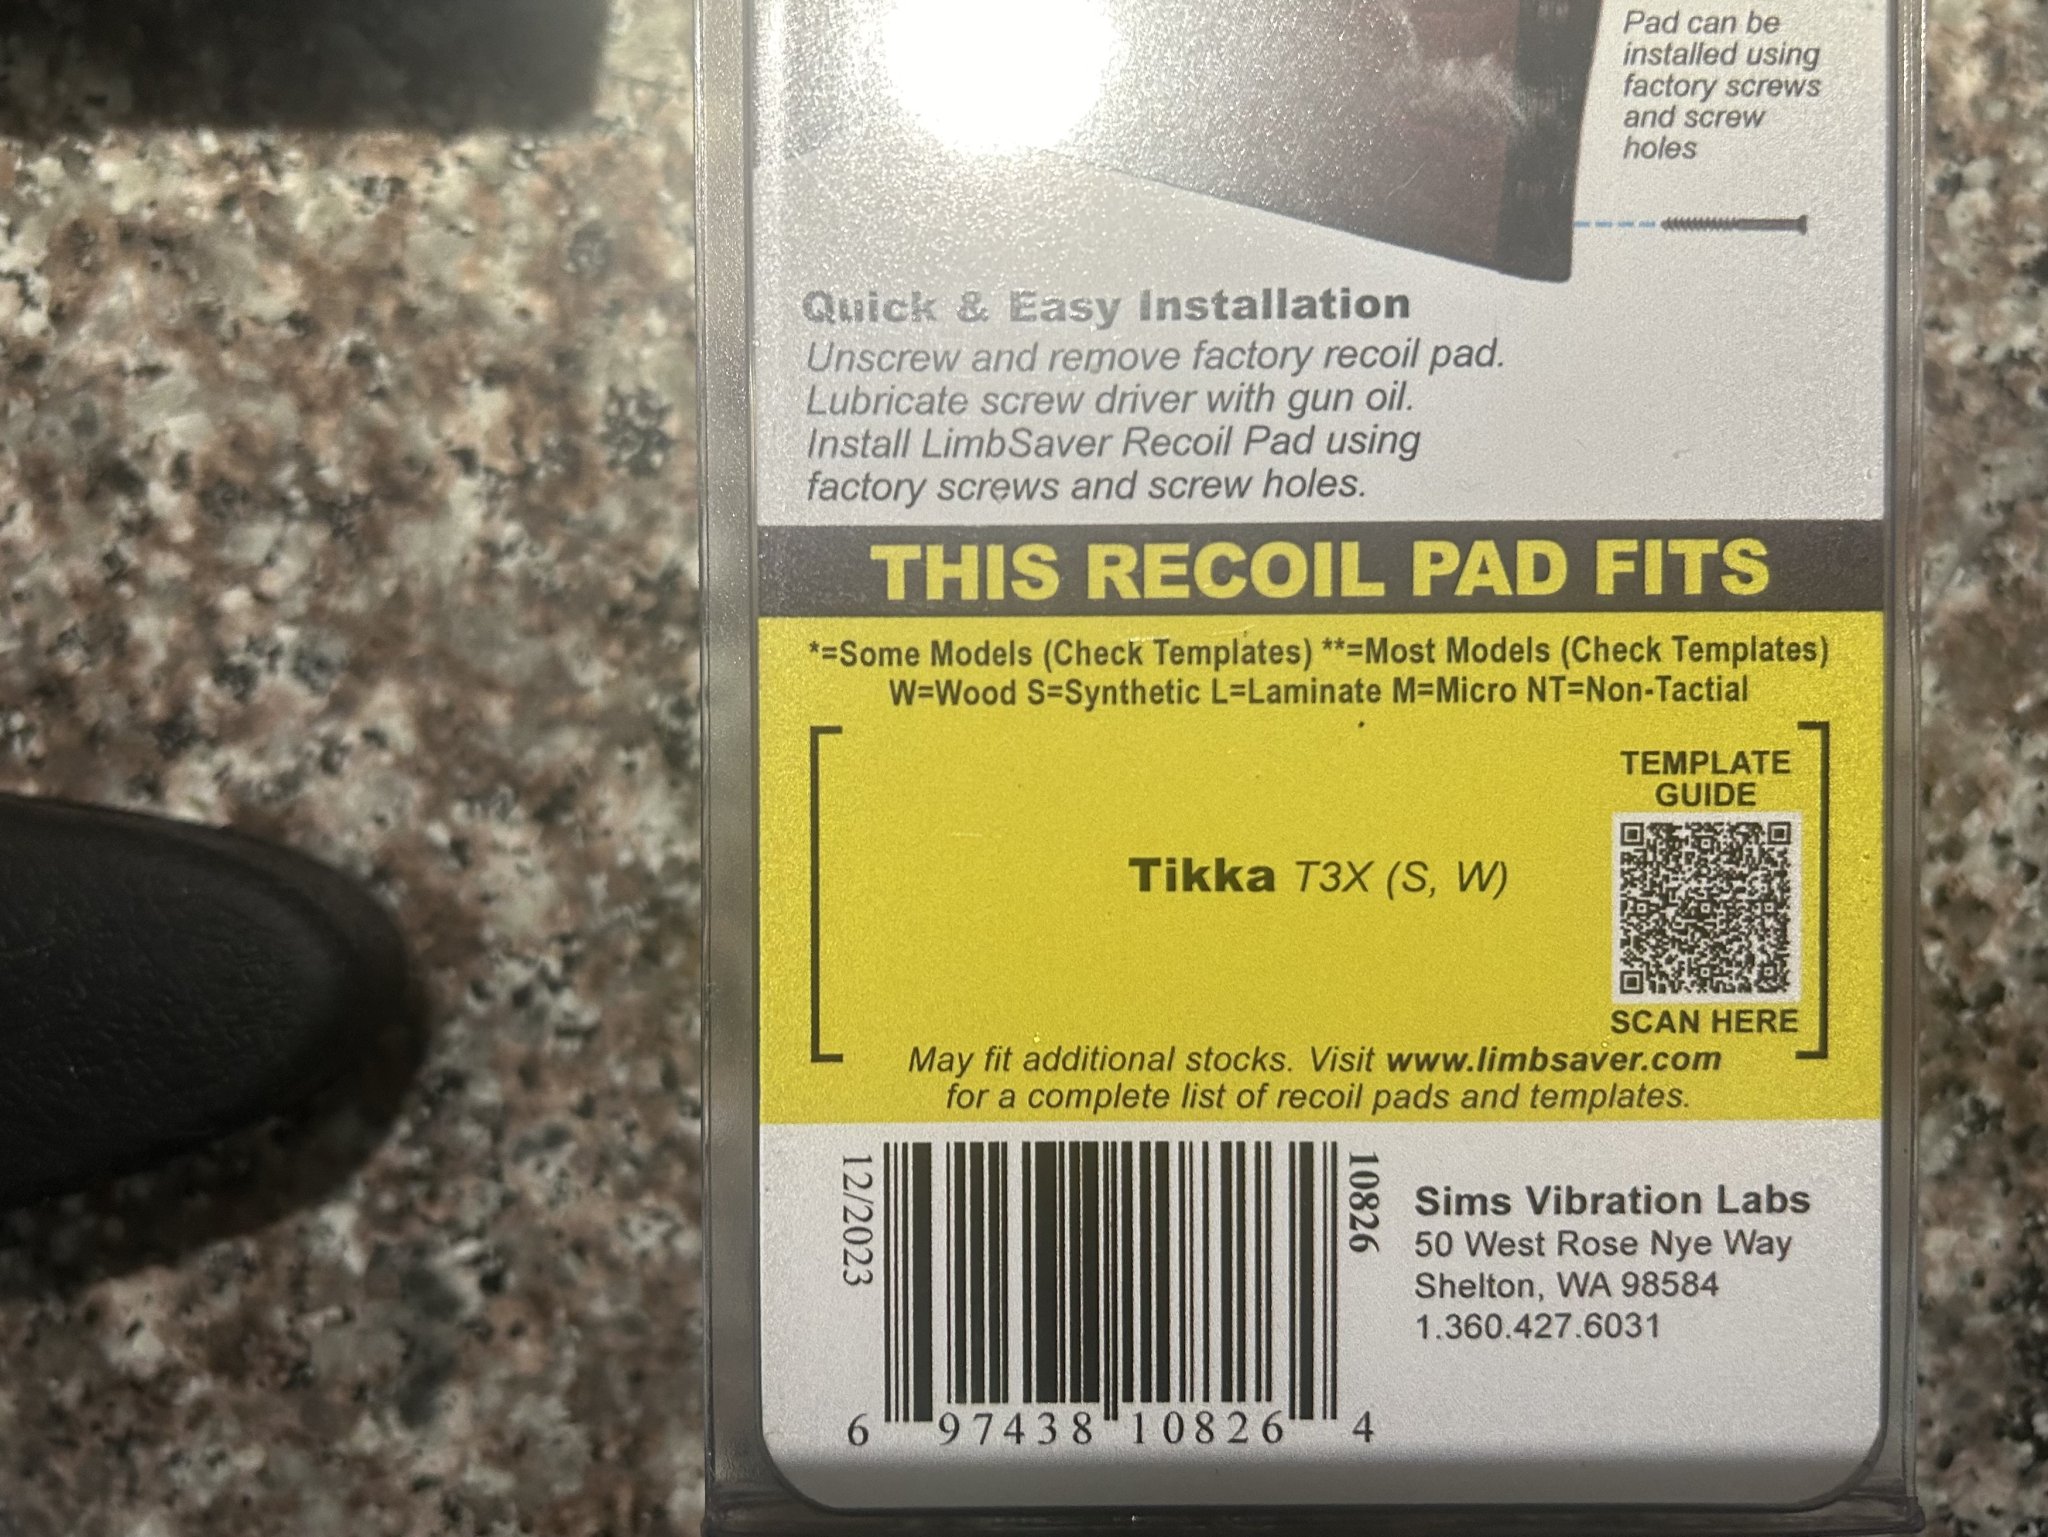 Pad can be
installed using
factory screws
and screw
holes
Quick & Easy Installation
Unscrew and remove factory recoil pad.
Lubricate screw driver with gun oil.
Install LimbSaver Recoil Pad using
factory screws and screw holes.
THIS RECOIL PAD FITS
*=Some Models (Check Templates) **=Most Models (Check Templates)
W=Wood S=Synthetic L=Laminate M=Micro NT=Non-Tactial
TEMPLATE
GUIDE
Tikka T3X (S, W)
SCAN HERE
May fit additional stocks. Visit www.limbsaver.com
for a complete list of recoil pads and templates.
12/2023
10826
6 97438 10826 4
Sims Vibration Labs
50 West Rose Nye Way
Shelton, WA 98584
1.360.427.6031